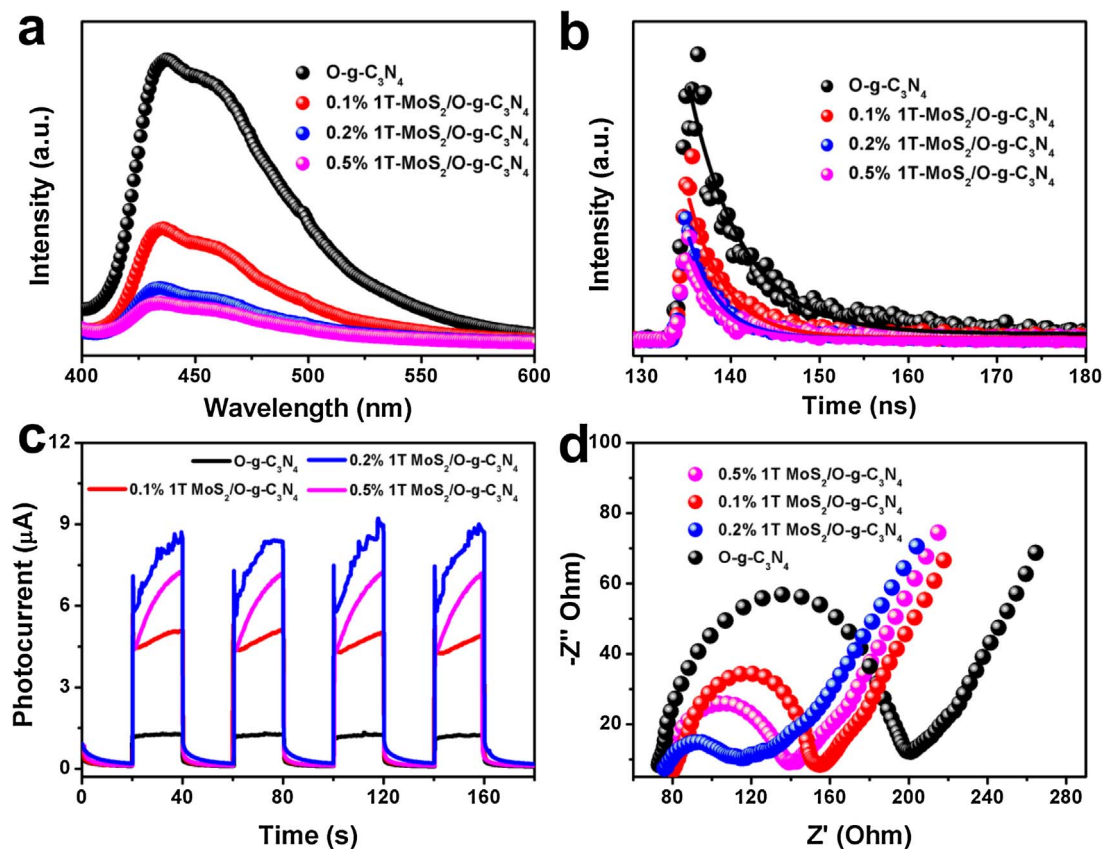 a
Intensity (a.u.)
O-g-C₃N₄
0.1% 1T-MoS₂/O-g-C₃N₄
0.2% 1T-MoS₂/O-g-C₃N₄
0.5% 1T-MoS₂/O-g-C₃N₄
400 450 500 550 600
Wavelength (nm)
b
Intensity (a.u.)
O-g-C₃N₄
0.1% 1T-MoS₂/O-g-C₃N₄
0.2% 1T-MoS₂/O-g-C₃N₄
0.5% 1T-MoS₂/O-g-C₃N₄
130 140 150 160 170 180
Time (ns)
c
Photocurrent (μA)
12
9
6
3
0
O-g-C₃N₄ 0.2% 1T MoS₂/O-g-C₃N₄
0.1% 1T MoS₂/O-g-C₃N₄ 0.5% 1T MoS₂/O-g-C₃N₄
0 40 80 120 160
Time (s)
d
-Z'' Ohm)
100
80
60
40
20
0.5% 1T MoS₂/O-g-C₃N₄
0.1% 1T MoS₂/O-g-C₃N₄
0.2% 1T MoS₂/O-g-C₃N₄
O-g-C₃N₄
80 120 160 200 240 280
Z' (Ohm)